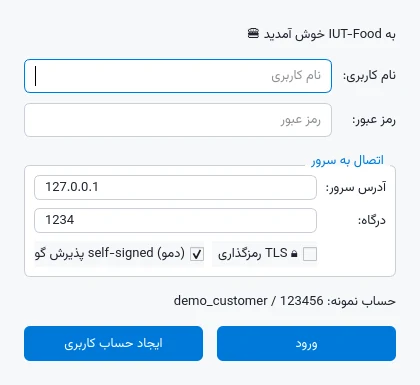 به IUT-Food خوش آمدید 🍔
نام کاربری:
نام کاربری
رمز عبور:
رمز عبور
اتصال به سرور
آدرس سرور:
127.0.0.1
درگاه:
1234
🔒 TLS رمزگذاری
پذیرش گو self-signed (دمو)
حساب نمونه: demo_customer / 123456
ورود
ایجاد حساب کاربری